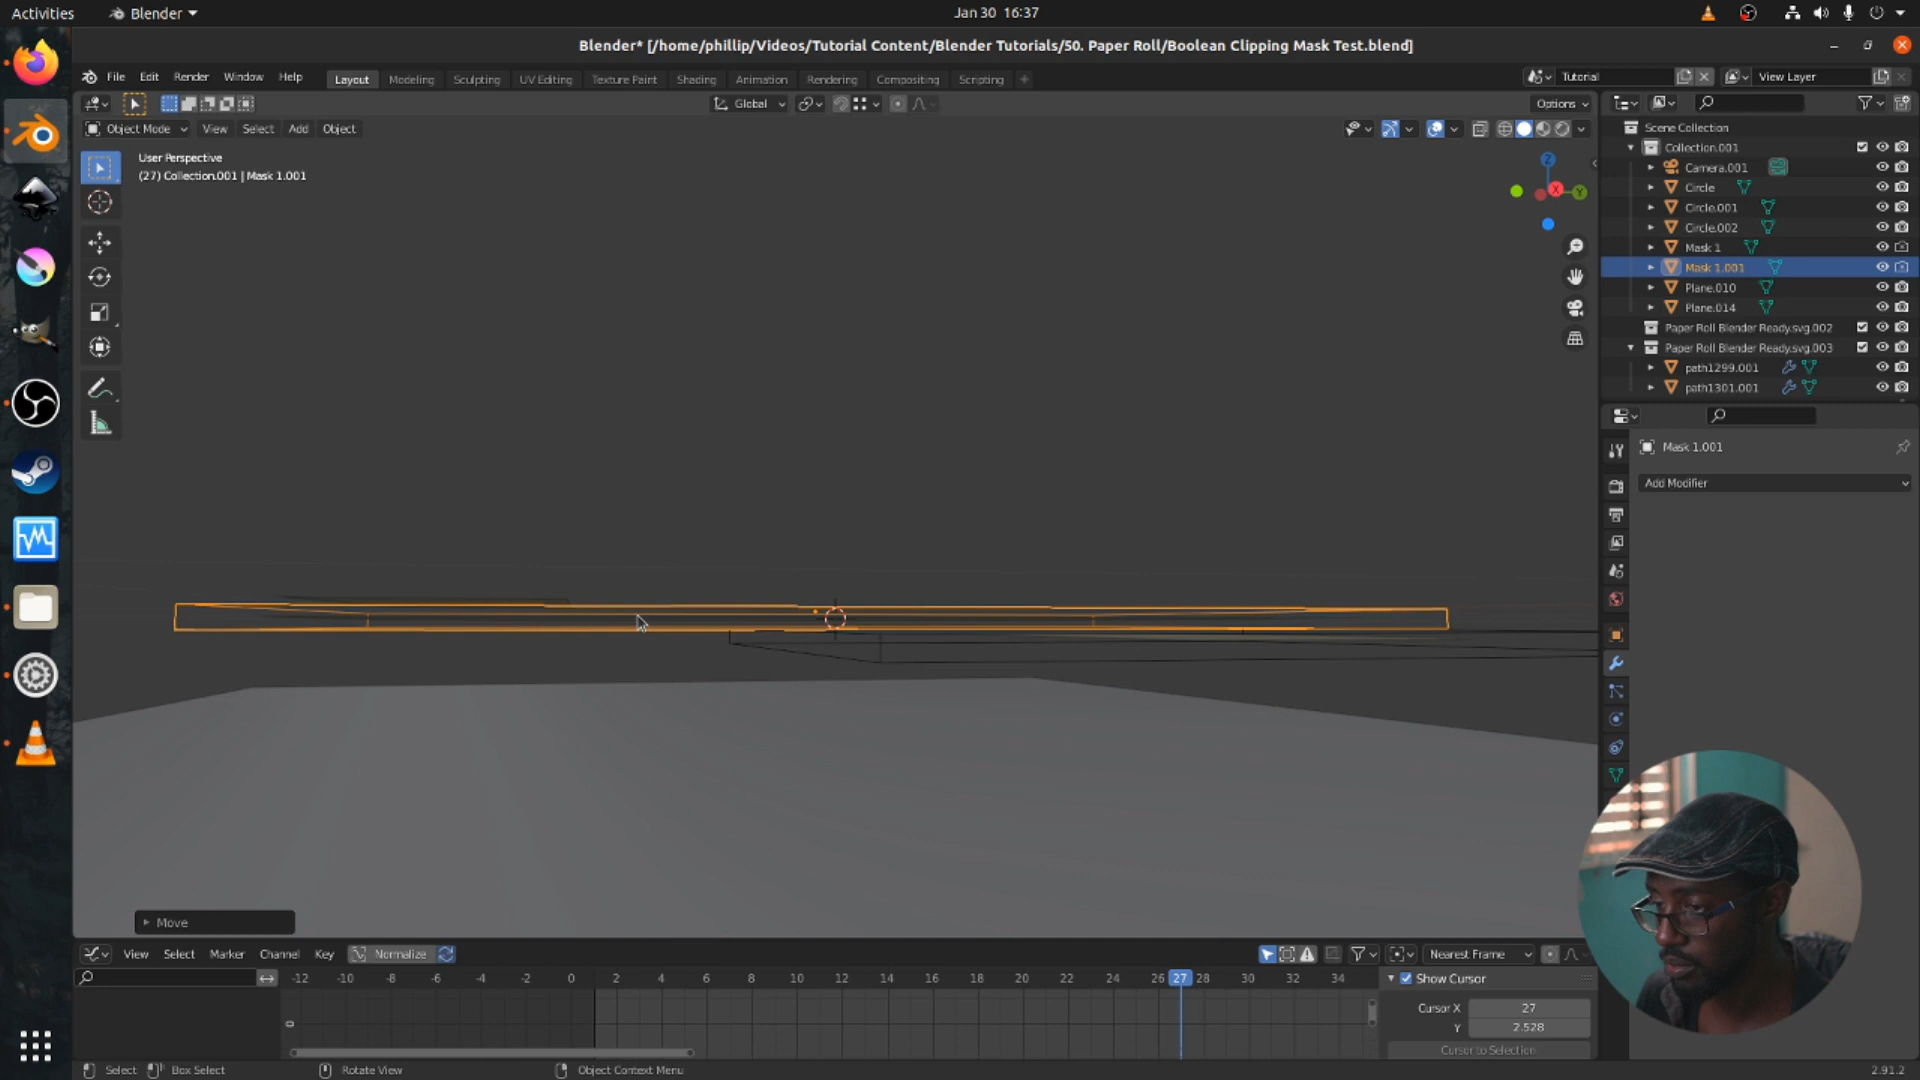 Activities
Blender
Jan 30 16:37
Blender* [/home/phillip/Videos/Tutorial Content/Blender Tutorials/50. Paper Roll/Boolean Clipping Mask Test.blend]
File Edit Render Window Help
Layout Modeling Sculpting UV Editing Texture Paint Shading Animation Rendering Compositing Scripting
Tutorial
View Layer
Global
Options
Object Mode View Select Add Object
User Perspective
(27) Collection.001 | Mask 1.001
Z
X
Y
Scene Collection
Collection.001
Camera.001
Circle
Circle.001
Circle.002
Mask 1
Mask 1.001
Plane.010
Plane.014
Paper Roll Blender Ready.svg.002
Paper Roll Blender Ready.svg.003
path1299.001
path1301.001
Mask 1.001
Add Modifier
Move
View Select Marker Channel Key Normalize
Nearest Frame
-12 -10 -8 -6 -4 -2 0 2 4 6 8 10 12 14 16 18 20 22 24 26 27 28 30 32 34
Show Cursor
Cursor X 27
Y 2.528
Cursor to Selection
Select Box Select Rotate View Object Context Menu
2.91.2